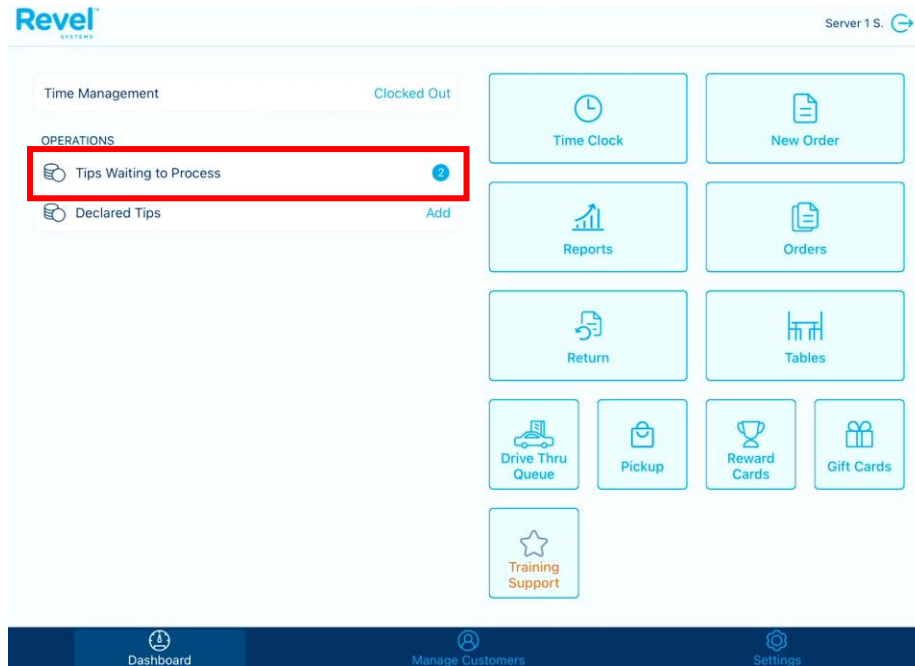 Revel
SYSTEMS
Server 1 S.
Time Management Clocked Out
OPERATIONS
Tips Waiting to Process 2
Declared Tips Add
Time Clock
New Order
Reports
Orders
Return
Tables
Drive Thru
Queue
Pickup
Reward
Cards
Gift Cards
Training
Support
Dashboard
Manage Customers
Settings